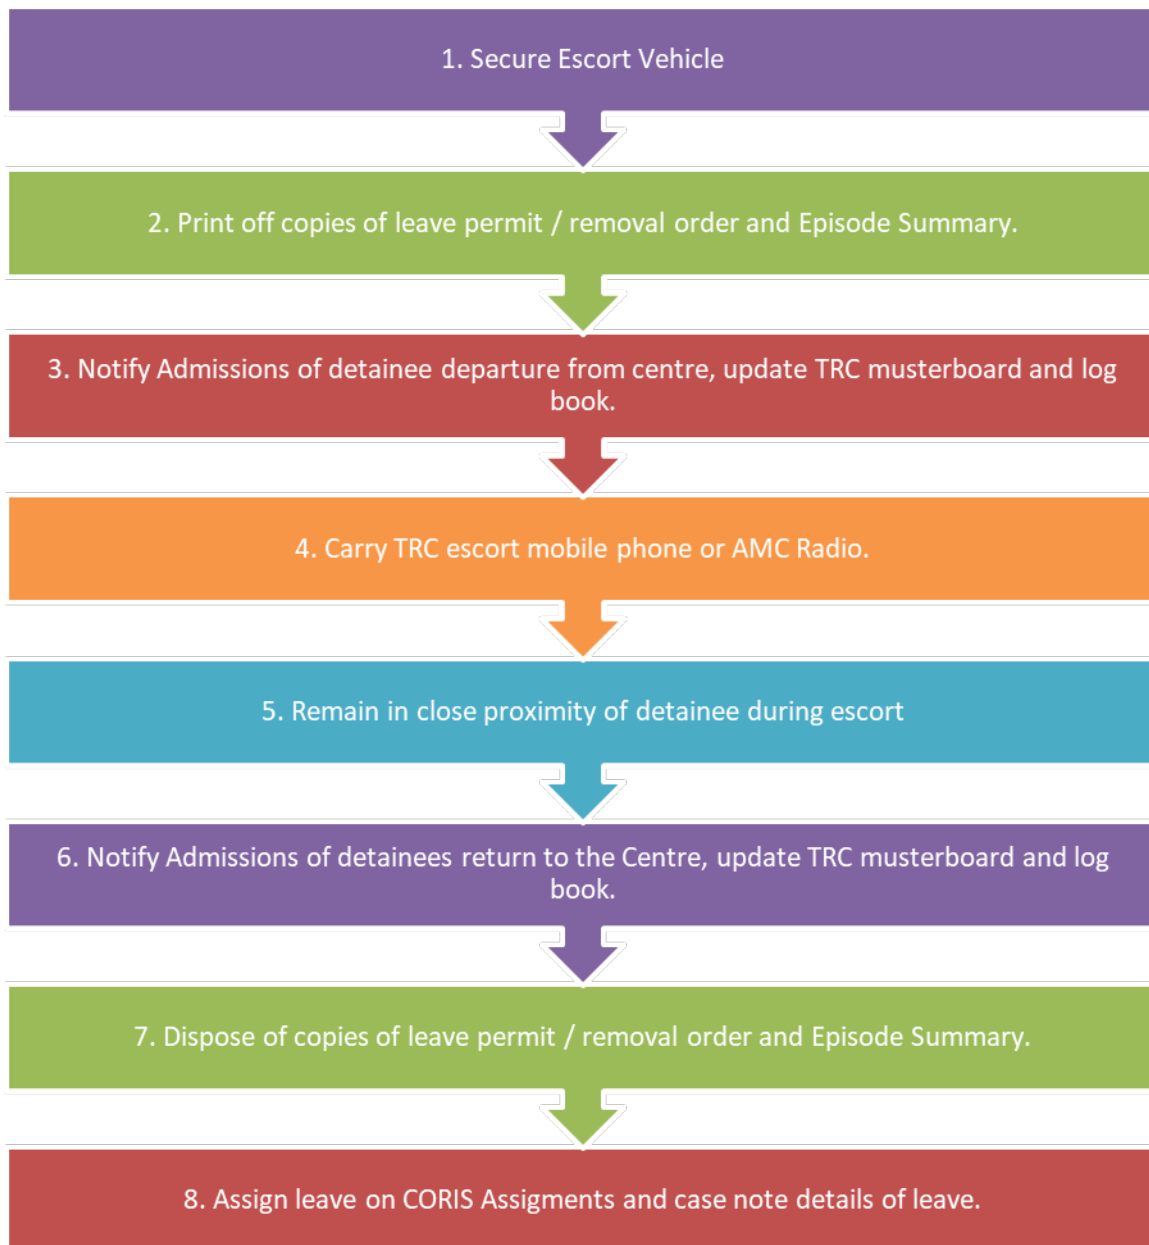 1. Secure Escort Vehicle
2. Print off copies of leave permit / removal order and Episode Summary.
3. Notify Admissions of detainee departure from centre, update TRC musterboard and log
book.
4. Carry TRC escort mobile phone or AMC Radio.
5. Remain in close proximity of detainee during escort
6. Notify Admissions of detainees return to the Centre, update TRC musterboard and log
book.
7. Dispose of copies of leave permit / removal order and Episode Summary.
8. Assign leave on CORIS Assigments and case note details of leave.